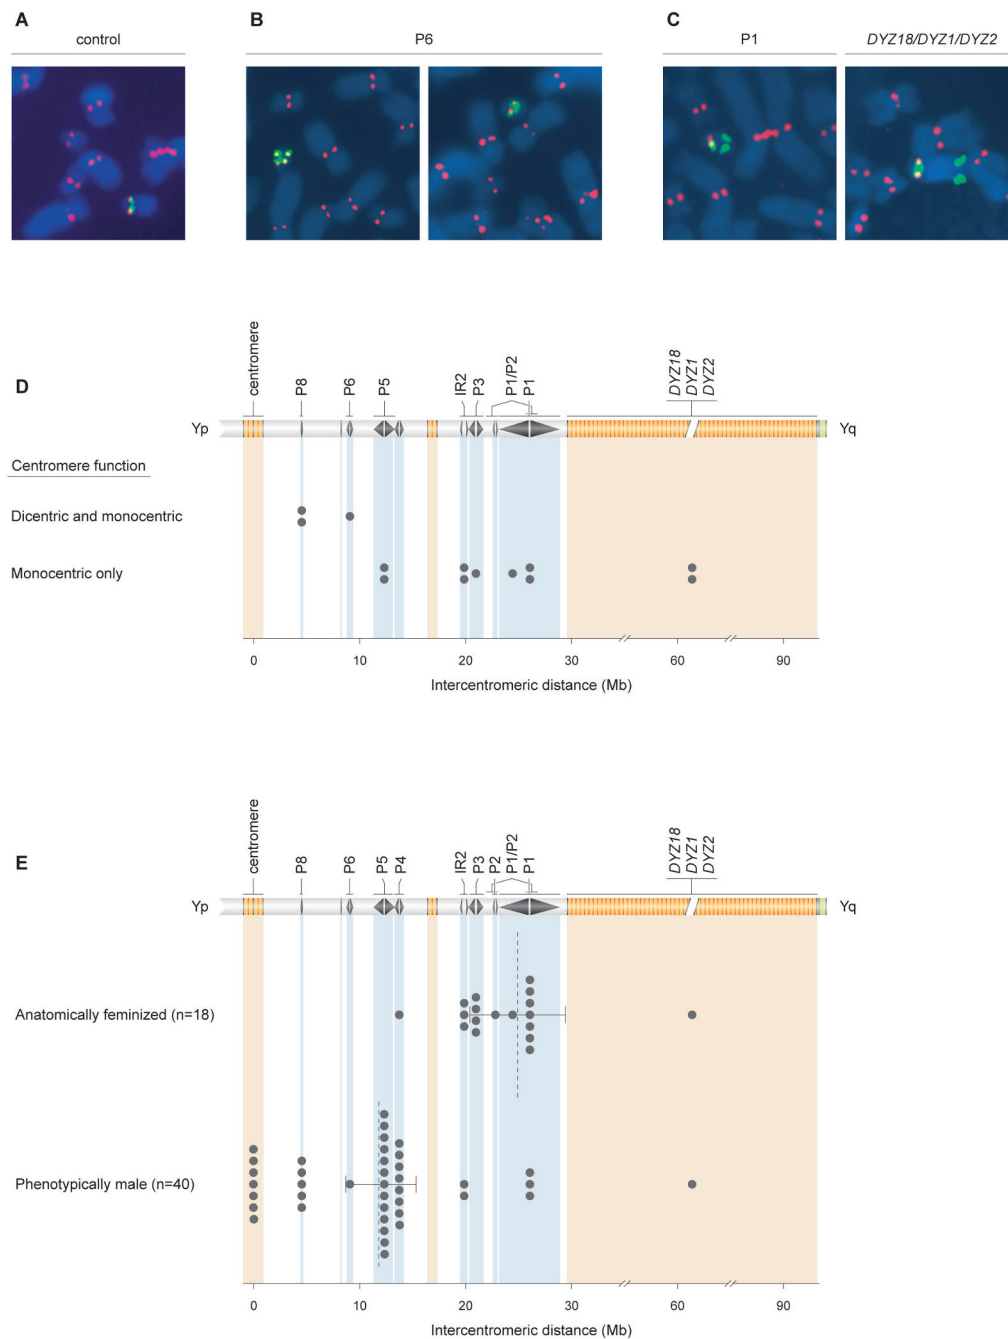 A
control
B
P6
C
P1
DYZ18/DYZ1/DYZ2
D
centromere
P8
P6
P5
IR2
P3
P1/P2
P1
DYZ18
DYZ1
DYZ2
Yp
Yq
Centromere function
Dicentric and monocentric
Monocentric only
0 10 20 30 60 90
Intercentromeric distance (Mb)
E
centromere
P8
P6
P5
P4
IR2
P3
P2
P1/P2
P1
DYZ18
DYZ1
DYZ2
Yp
Yq
Anatomically feminized (n=18)
Phenotypically male (n=40)
0 10 20 30 60 90
Intercentromeric distance (Mb)